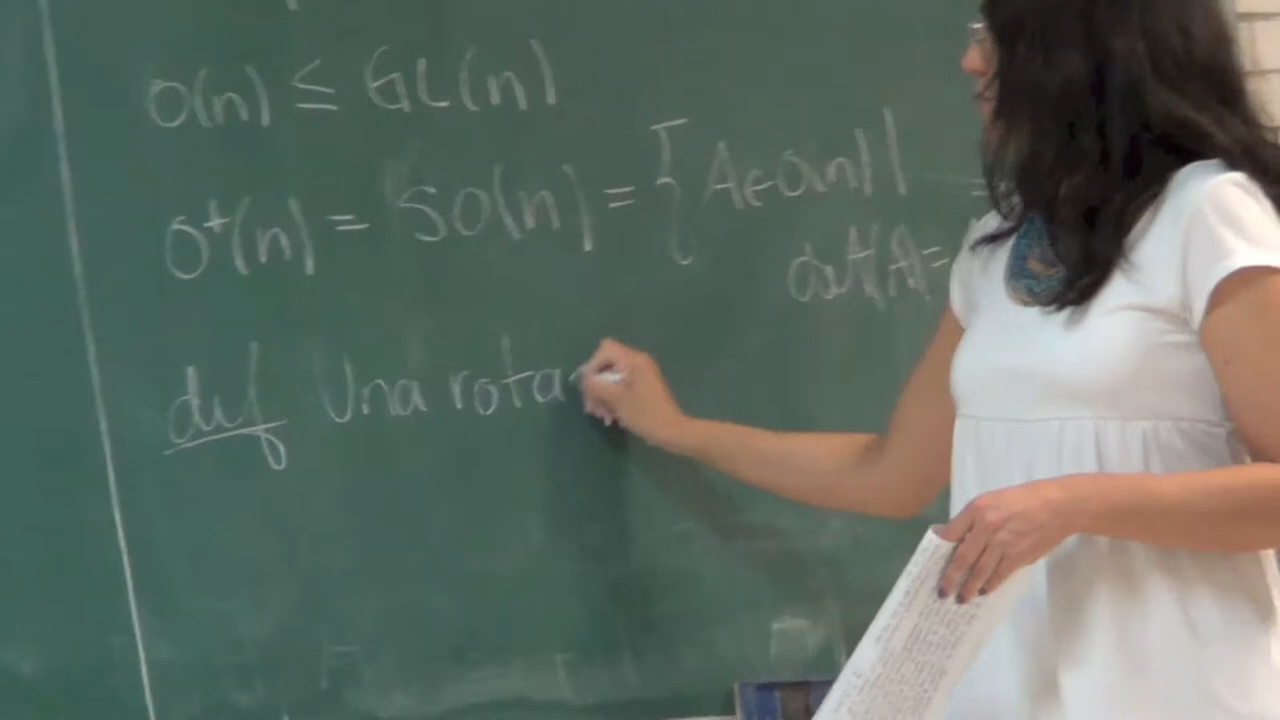 O(n) ≤ GL(n)
O⁺(n) = SO(n) = { A ∈ O(n) |
det(A) =
def Una rota